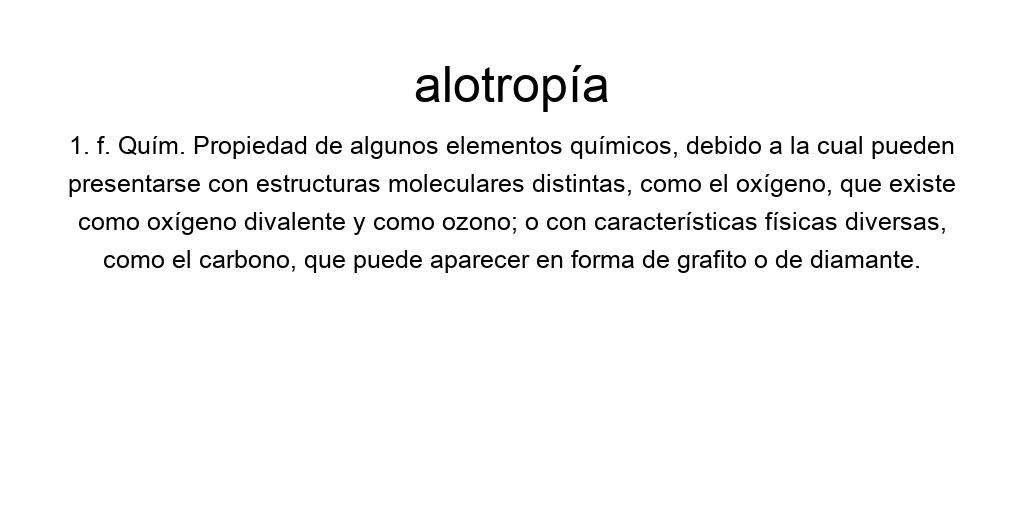 alotropía
1. f. Quím. Propiedad de algunos elementos químicos, debido a la cual pueden
presentarse con estructuras moleculares distintas, como el oxígeno, que existe
como oxígeno divalente y como ozono; o con características físicas diversas,
como el carbono, que puede aparecer en forma de grafito o de diamante.